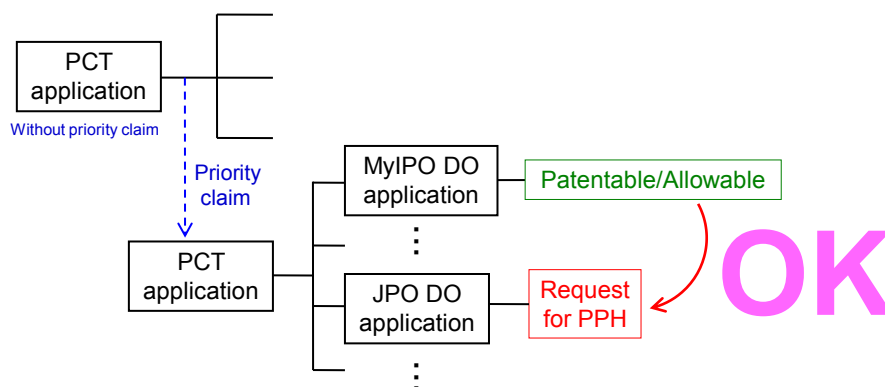 PCT
application
Without priority claim
Priority
claim
MyIPO DO
application
Patentable/Allowable
OK
PCT
application
JPO DO
application
Request
for PPH